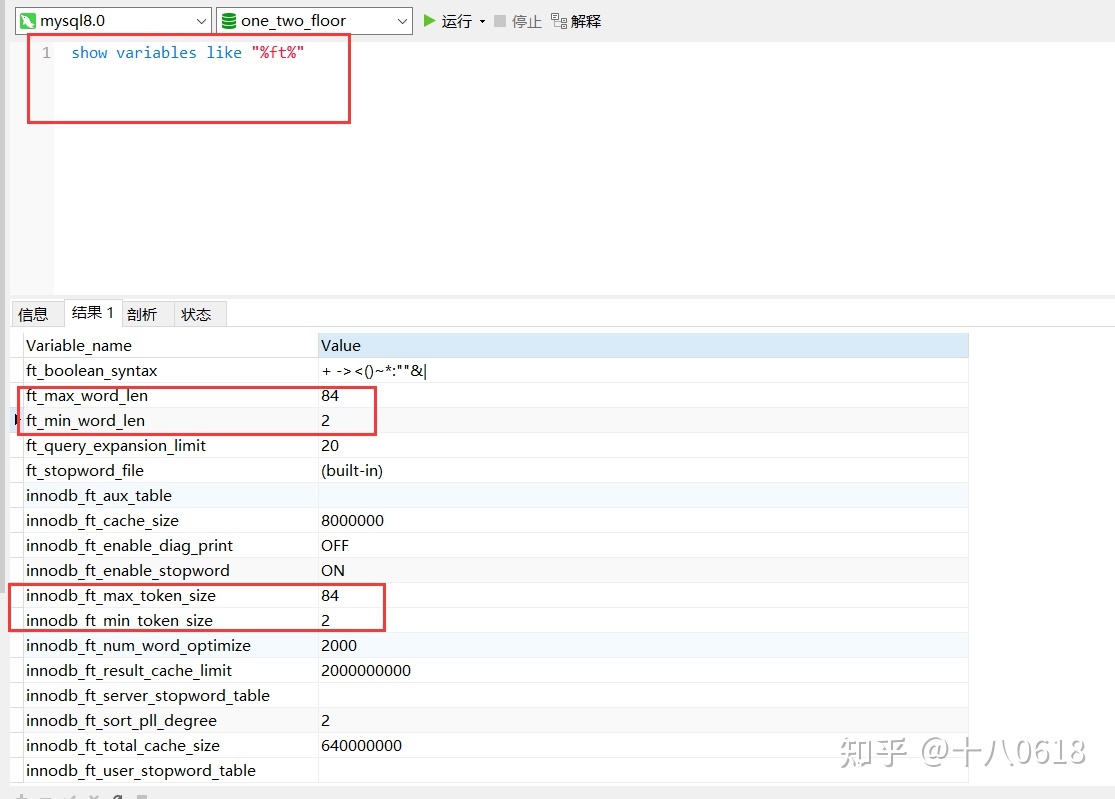 mysql8.0 one_two_floor 运行 停止 解释
1 show variables like "%ft%"
信息 结果 1 剖析 状态
Variable_name Value
ft_boolean_syntax + -><()~*:""&|
ft_max_word_len 84
ft_min_word_len 2
ft_query_expansion_limit 20
ft_stopword_file (built-in)
innodb_ft_aux_table
innodb_ft_cache_size 8000000
innodb_ft_enable_diag_print OFF
innodb_ft_enable_stopword ON
innodb_ft_max_token_size 84
innodb_ft_min_token_size 2
innodb_ft_num_word_optimize 2000
innodb_ft_result_cache_limit 2000000000
innodb_ft_server_stopword_table
innodb_ft_sort_pll_degree 2
innodb_ft_total_cache_size 640000000
innodb_ft_user_stopword_table
知乎 @十八0618